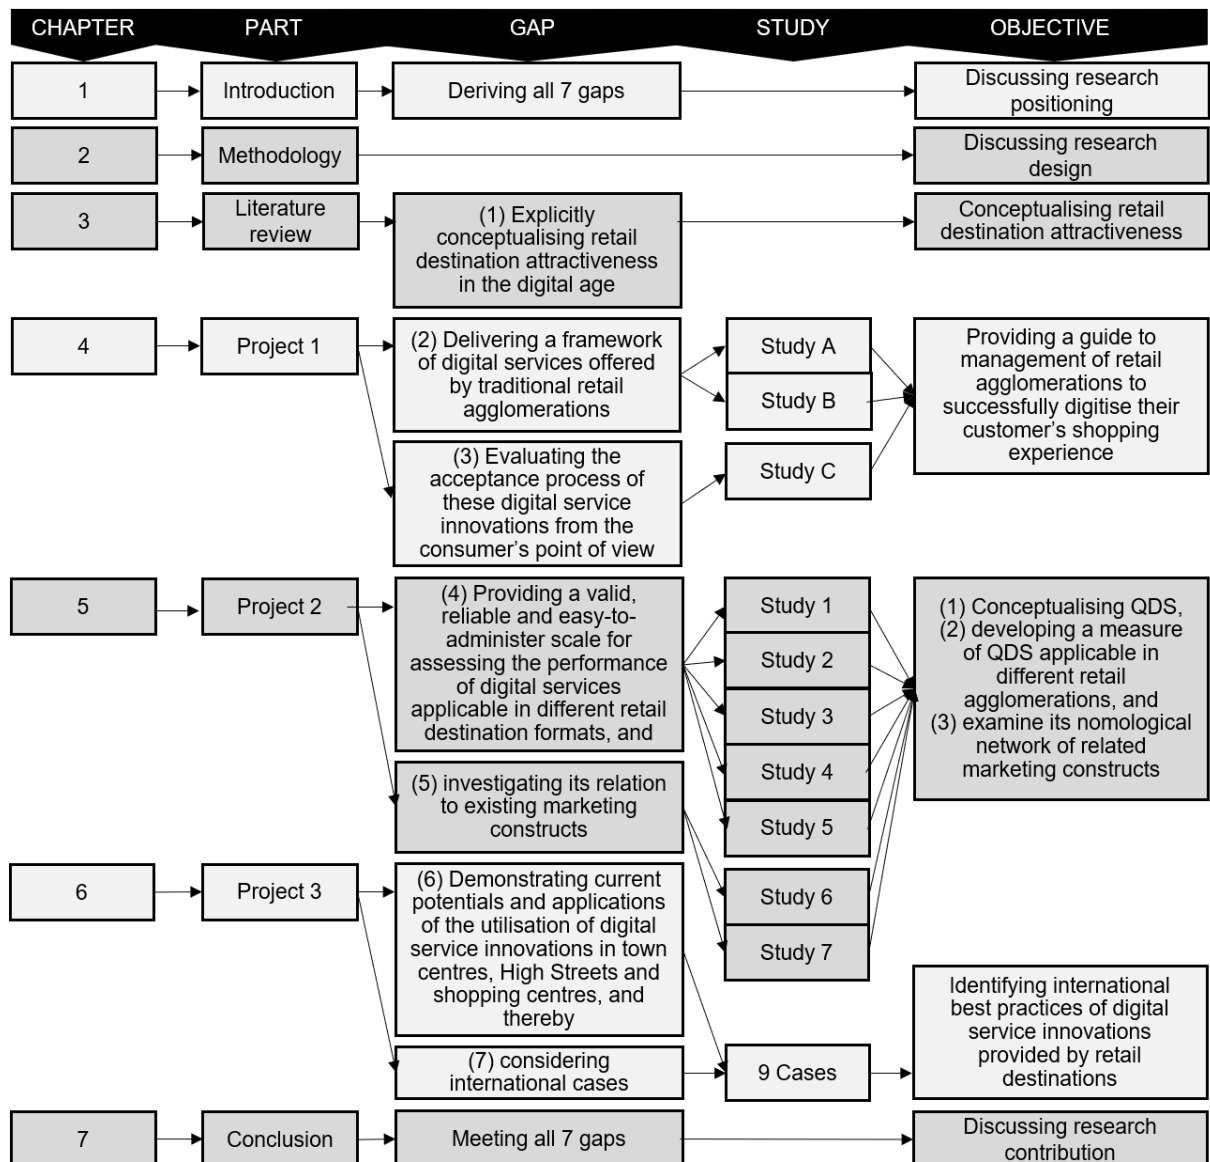 CHAPTER PART GAP STUDY OBJECTIVE
1
Introduction
Deriving all 7 gaps
Discussing research
positioning
2
Methodology
Discussing research
design
3
Literature
review
(1) Explicitly
conceptualising retail
destination attractiveness
in the digital age
Conceptualising retail
destination attractiveness
4
Project 1
(2) Delivering a framework
of digital services offered
by traditional retail
agglomerations
(3) Evaluating the
acceptance process of
these digital service
innovations from the
consumer's point of view
Study A
Study B
Study C
Providing a guide to
management of retail
agglomerations to
successfully digitise their
customer's shopping
experience
5
Project 2
(4) Providing a valid,
reliable and easy-to-
administer scale for
assessing the performance
of digital services
applicable in different retail
destination formats, and
(5) investigating its relation
to existing marketing
constructs
Study 1
Study 2
Study 3
Study 4
Study 5
Study 6
Study 7
(1) Conceptualising QDS,
(2) developing a measure
of QDS applicable in
different retail
agglomerations, and
(3) examine its nomological
network of related
marketing constructs
6
Project 3
(6) Demonstrating current
potentials and applications
of the utilisation of digital
service innovations in town
centres, High Streets and
shopping centres, and
thereby
(7) considering
international cases
9 Cases
Identifying international
best practices of digital
service innovations
provided by retail
destinations
7
Conclusion
Meeting all 7 gaps
Discussing research
contribution